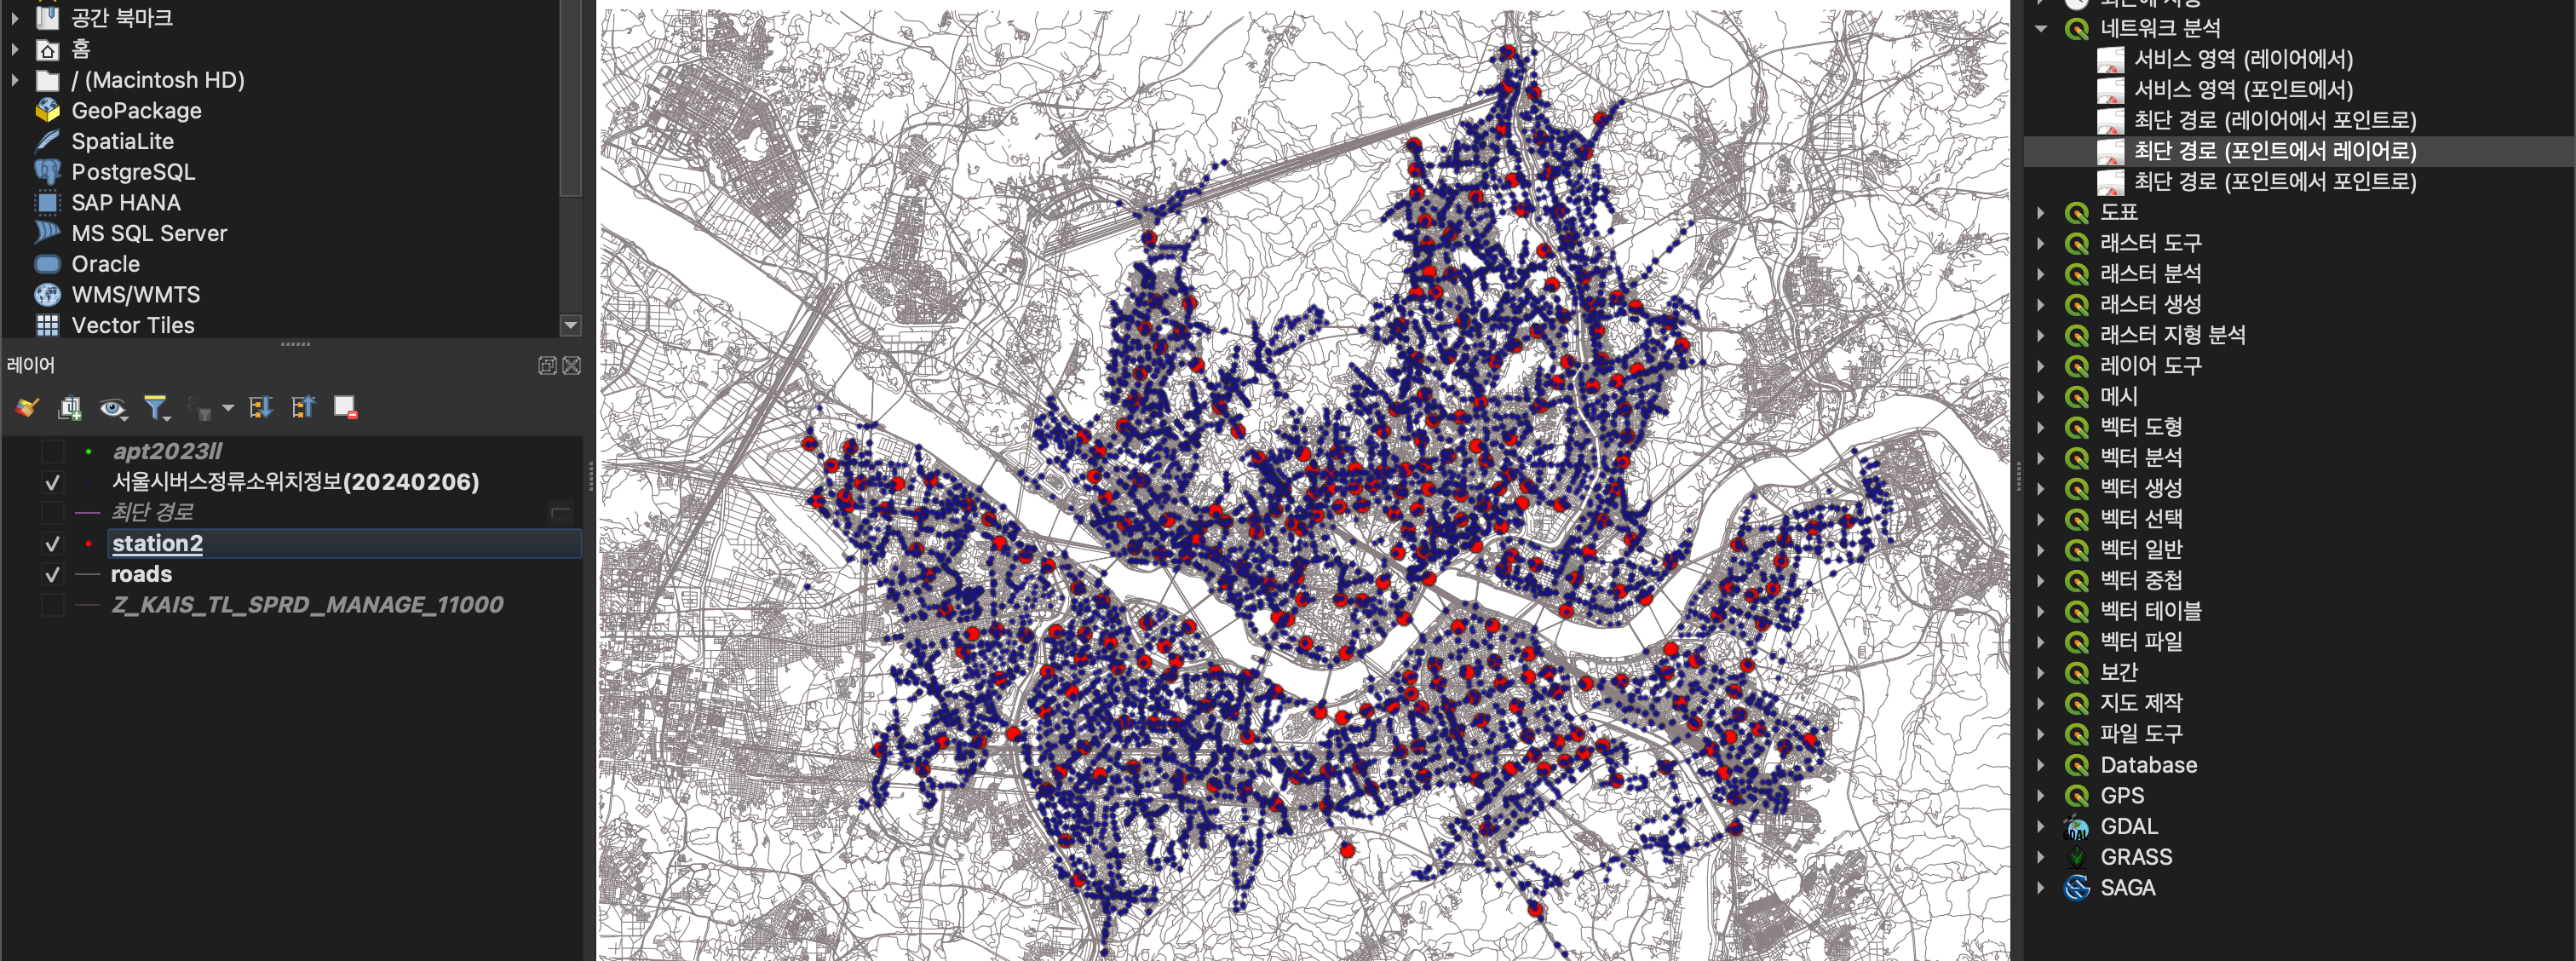 공간 북마크
홈
/ (Macintosh HD)
GeoPackage
SpatiaLite
PostgreSQL
SAP HANA
MS SQL Server
Oracle
WMS/WMTS
Vector Tiles
레이어
apt2023ll
서울시버스정류소위치정보(20240206)
최단 경로
station2
roads
Z_KAIS_TL_SPRD_MANAGE_11000
최근에 사용
네트워크 분석
서비스 영역 (레이어에서)
서비스 영역 (포인트에서)
최단 경로 (레이어에서 포인트로)
최단 경로 (포인트에서 레이어로)
최단 경로 (포인트에서 포인트로)
도표
래스터 도구
래스터 분석
래스터 생성
래스터 지형 분석
레이어 도구
메시
벡터 도형
벡터 분석
벡터 생성
벡터 선택
벡터 일반
벡터 중첩
벡터 테이블
벡터 파일
보간
지도 제작
파일 도구
Database
GPS
GDAL
GRASS
SAGA